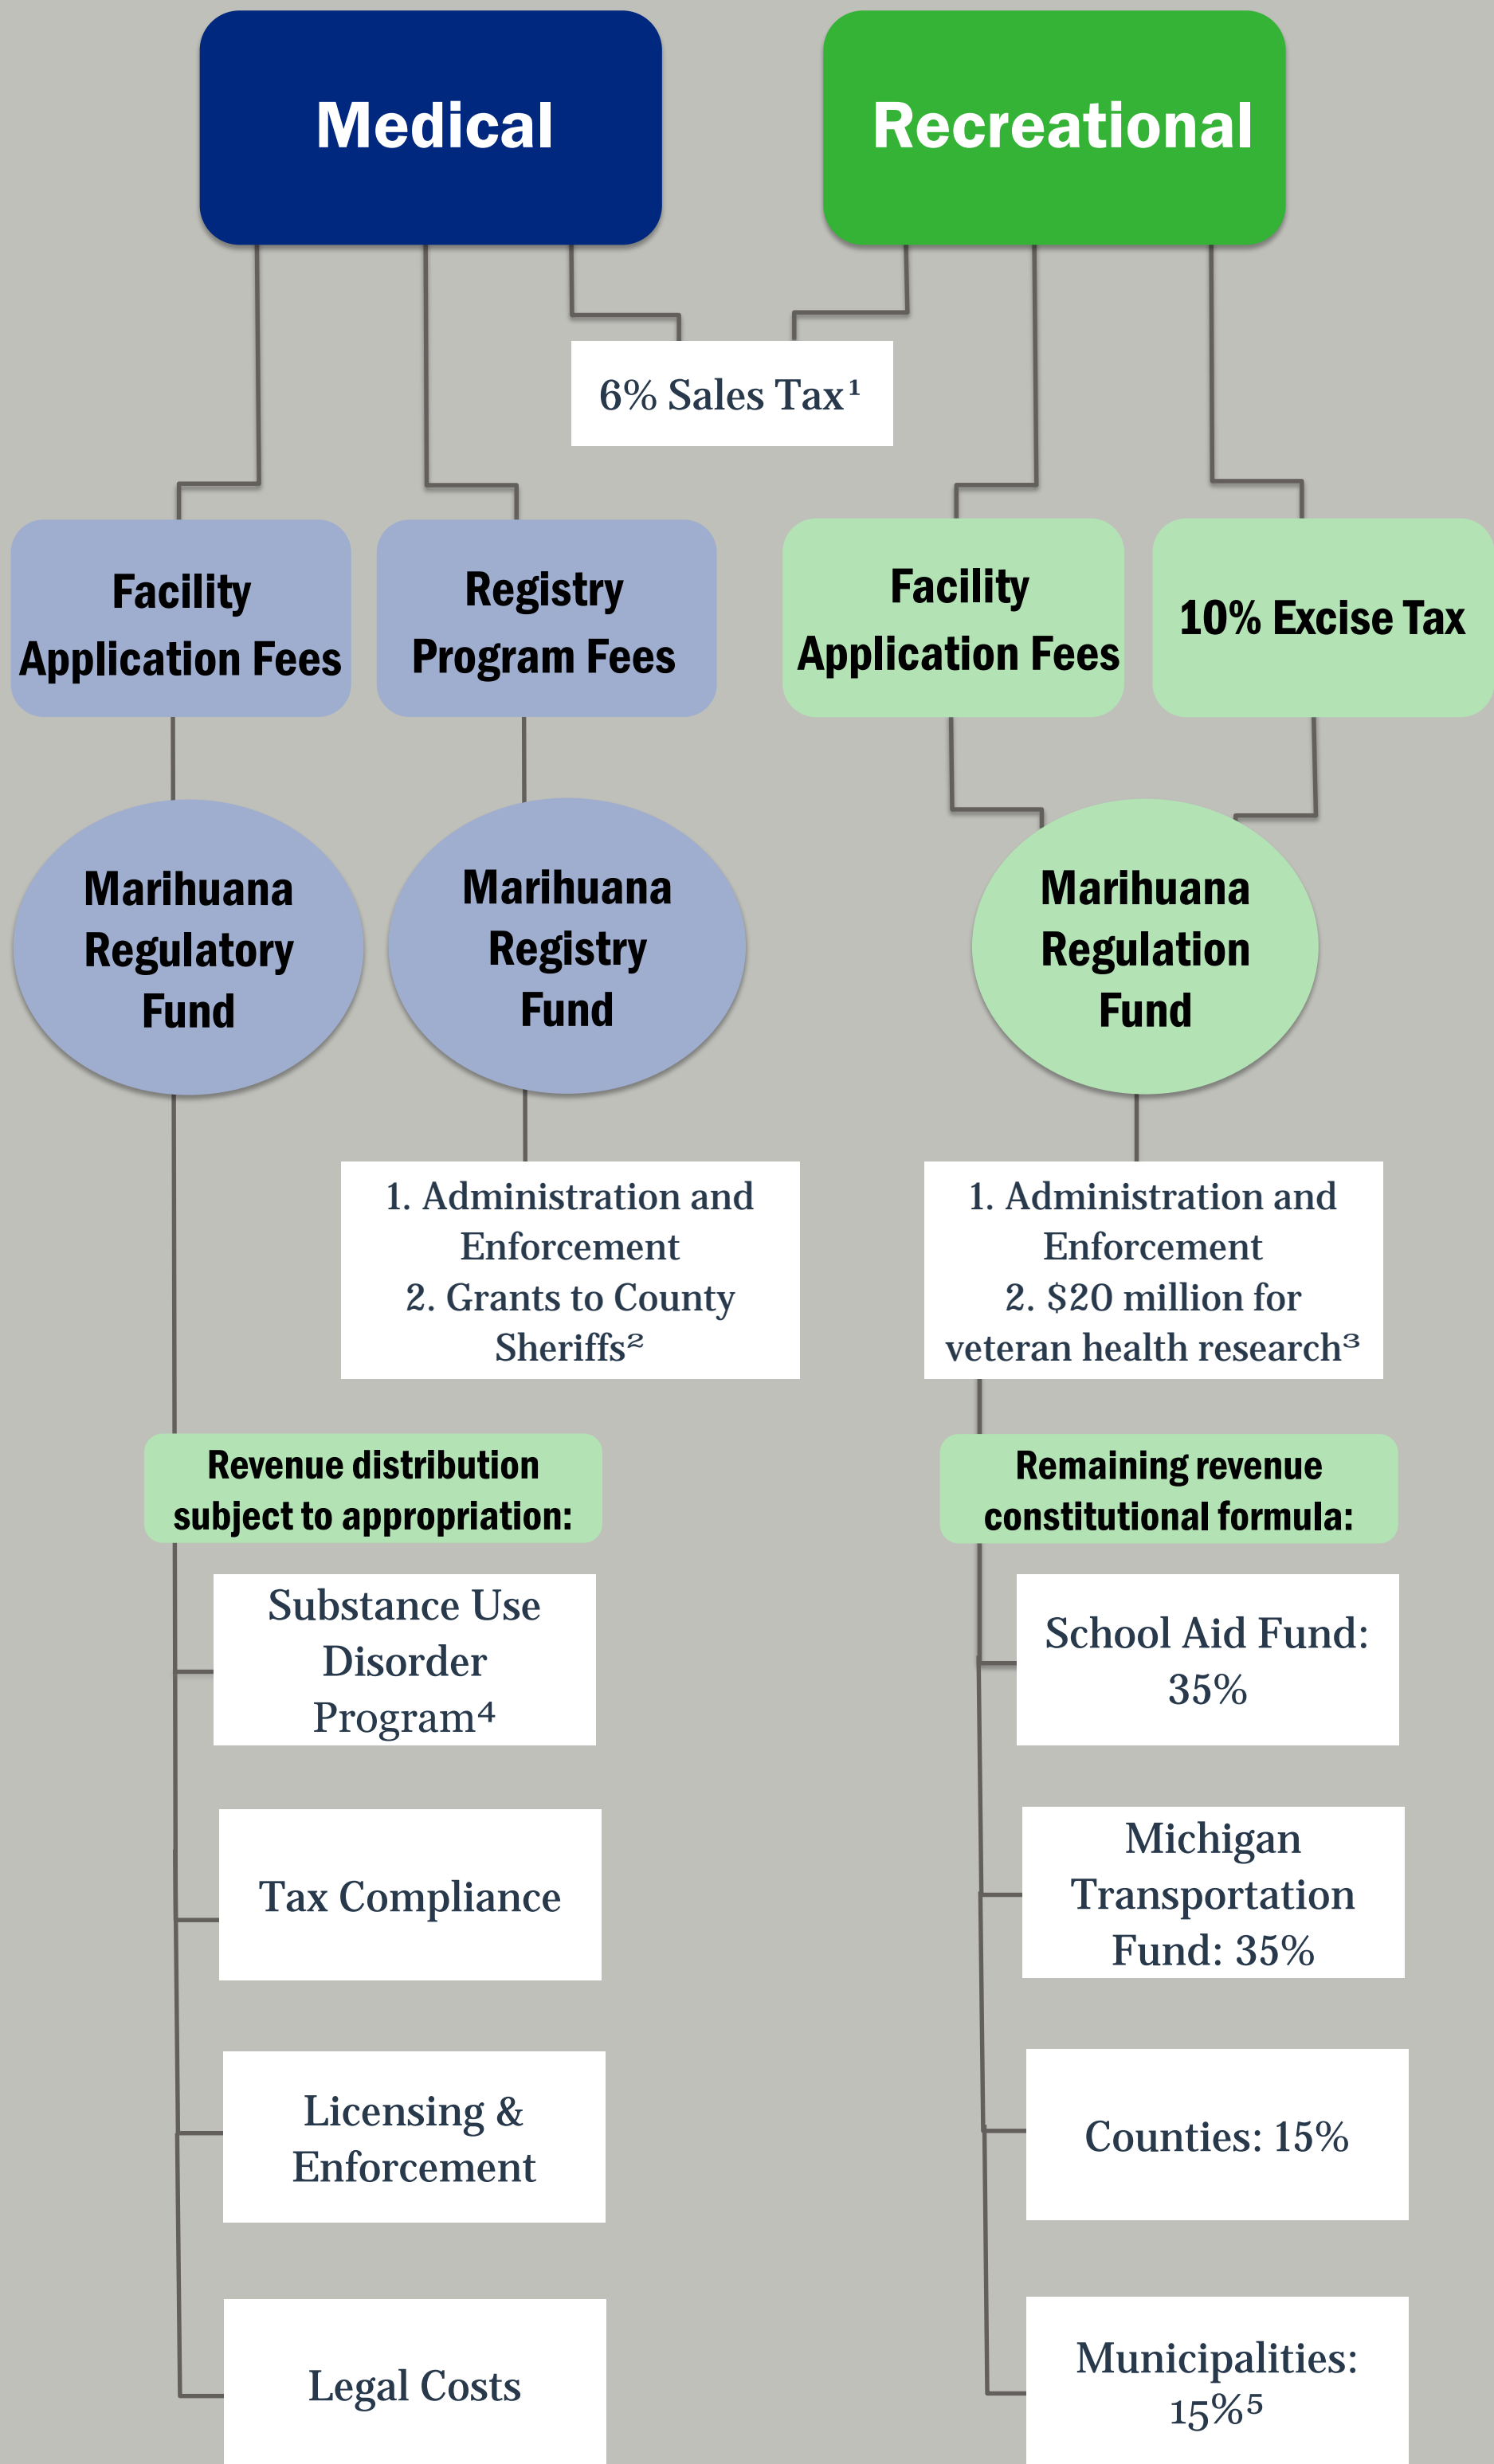 Medical
Recreational
6% Sales Tax¹
Facility
Application Fees
Registry
Program Fees
Facility
Application Fees
10% Excise Tax
Marihuana
Regulatory
Fund
Marihuana
Registry
Fund
Marihuana
Regulation
Fund
1. Administration and
Enforcement
2. Grants to County
Sheriffs²
1. Administration and
Enforcement
2. $20 million for
veteran health research³
Revenue distribution
subject to appropriation:
Substance Use
Disorder
Program⁴
Tax Compliance
Licensing &
Enforcement
Legal Costs
Remaining revenue
constitutional formula:
School Aid Fund:
35%
Michigan
Transportation
Fund: 35%
Counties: 15%
Municipalities:
15%⁵